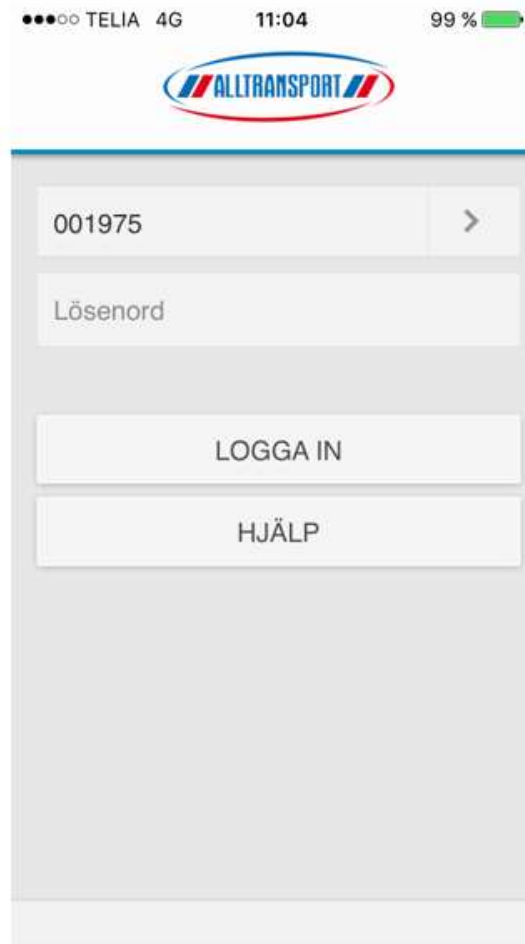 TELIA 4G 11:04 99 %
ALLTRANSPORT
001975
Lösenord
LOGGA IN
HJÄLP